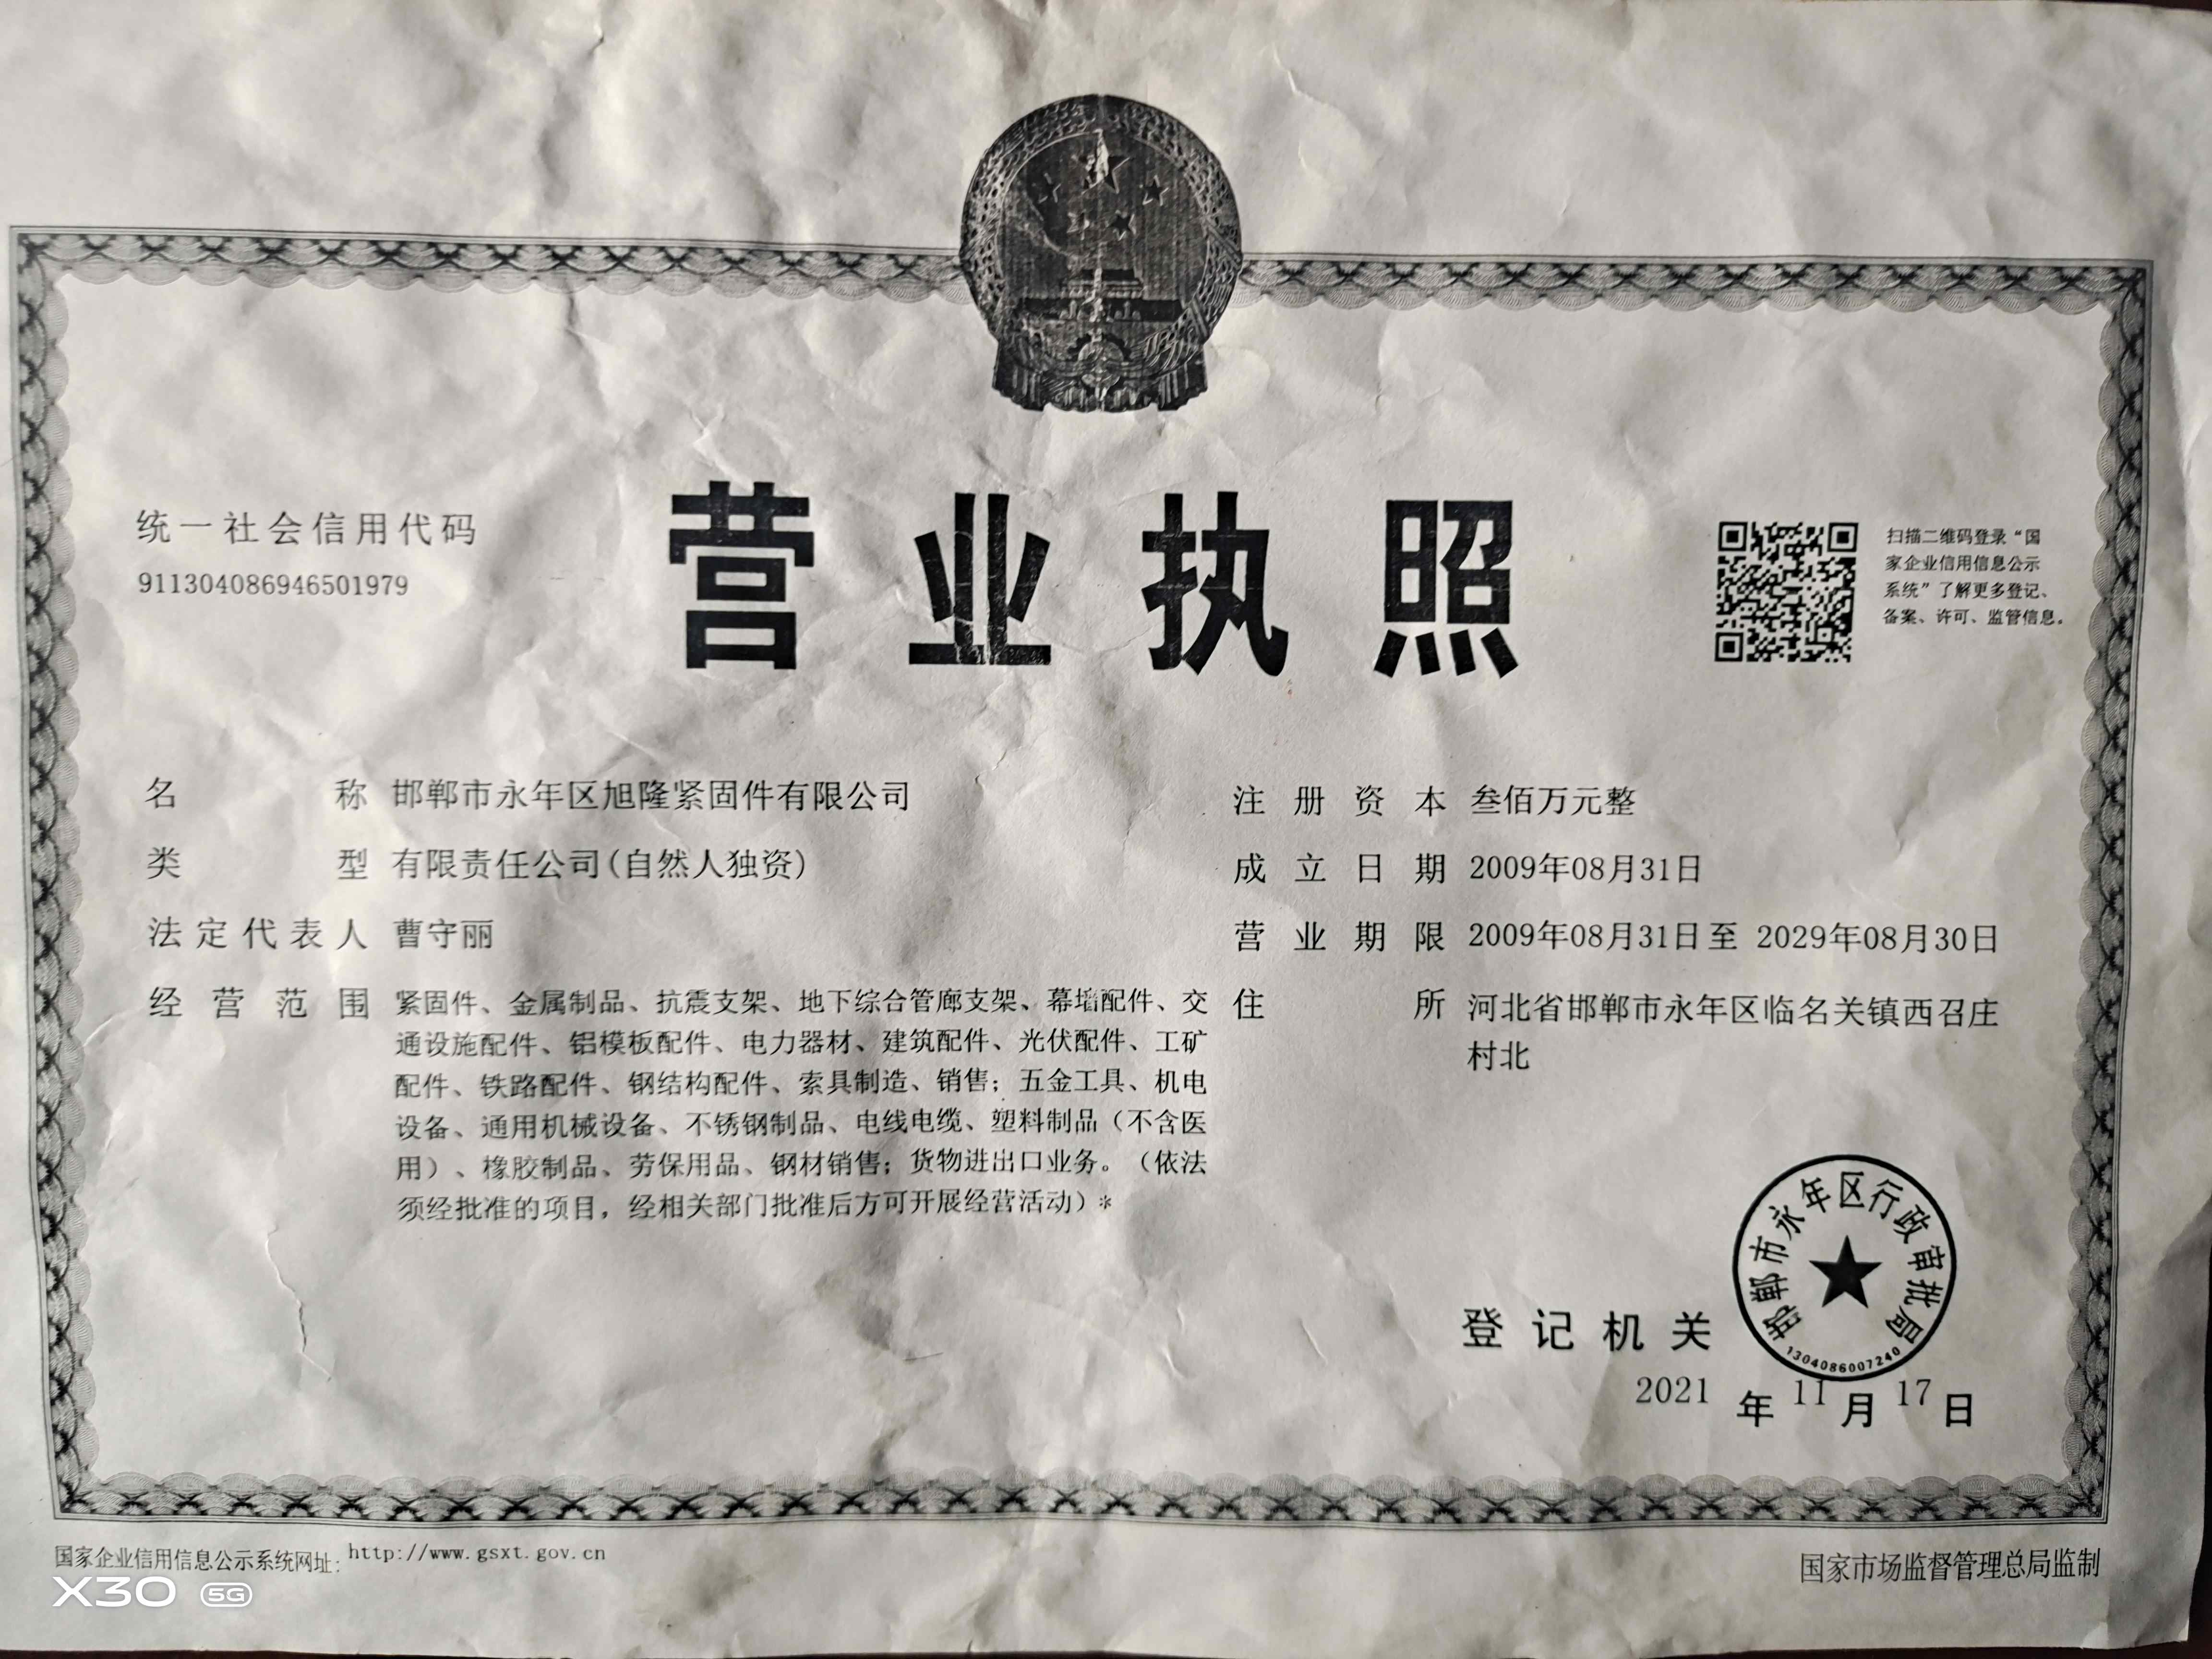 营业执照
统一社会信用代码
911304086946501979
扫描二维码登录“国
家企业信用信息公示
系统”了解更多登记、
备案、许可、监管信息。
名称 邯郸市永年区旭隆紧固件有限公司
类型 有限责任公司(自然人独资)
法定代表人 曹守丽
经营范围 紧固件、金属制品、抗震支架、地下综合管廊支架、幕墙配件、交
通设施配件、铝模板配件、电力器材、建筑配件、光伏配件、工矿
配件、铁路配件、钢结构配件、索具制造、销售；五金工具、机电
设备、通用机械设备、不锈钢制品、电线电缆、塑料制品（不含医
用）、橡胶制品、劳保用品、钢材销售；货物进出口业务。（依法
须经批准的项目，经相关部门批准后方可开展经营活动）*
注册资本 叁佰万元整
成立日期 2009年08月31日
营业期限 2009年08月31日至 2029年08月30日
住所 河北省邯郸市永年区临名关镇西召庄
村北
登记机关
邯郸市永年区行政审批局
1304086007240
2021年11月17日
国家企业信用信息公示系统网址：http://www.gsxt.gov.cn
国家市场监督管理总局监制
X30 5G